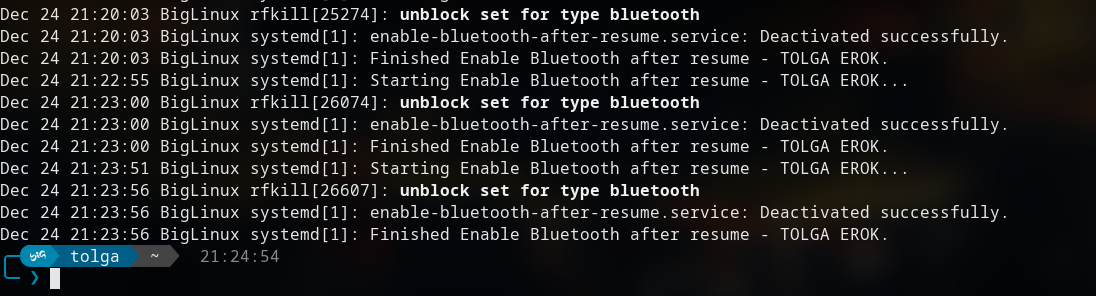 Dec 24 21:20:03 BigLinux rfkill[25274]: unblock set for type bluetooth
Dec 24 21:20:03 BigLinux systemd[1]: enable-bluetooth-after-resume.service: Deactivated successfully.
Dec 24 21:20:03 BigLinux systemd[1]: Finished Enable Bluetooth after resume - TOLGA EROK.
Dec 24 21:22:55 BigLinux systemd[1]: Starting Enable Bluetooth after resume - TOLGA EROK...
Dec 24 21:23:00 BigLinux rfkill[26074]: unblock set for type bluetooth
Dec 24 21:23:00 BigLinux systemd[1]: enable-bluetooth-after-resume.service: Deactivated successfully.
Dec 24 21:23:00 BigLinux systemd[1]: Finished Enable Bluetooth after resume - TOLGA EROK.
Dec 24 21:23:51 BigLinux systemd[1]: Starting Enable Bluetooth after resume - TOLGA EROK...
Dec 24 21:23:56 BigLinux rfkill[26607]: unblock set for type bluetooth
Dec 24 21:23:56 BigLinux systemd[1]: enable-bluetooth-after-resume.service: Deactivated successfully.
Dec 24 21:23:56 BigLinux systemd[1]: Finished Enable Bluetooth after resume - TOLGA EROK.
big tolga ~ 21:24:54
❯